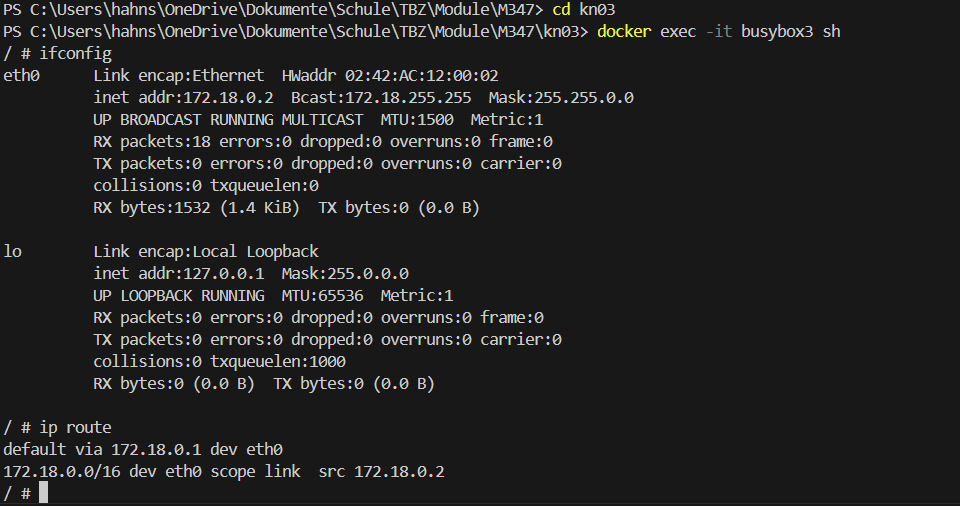 PS C:\Users\hahns\OneDrive\Dokumente\Schule\TBZ\Module\M347> cd kn03
PS C:\Users\hahns\OneDrive\Dokumente\Schule\TBZ\Module\M347\kn03> docker exec -it busybox3 sh
/ # ifconfig
eth0      Link encap:Ethernet  HWaddr 02:42:AC:12:00:02
          inet addr:172.18.0.2  Bcast:172.18.255.255  Mask:255.255.0.0
          UP BROADCAST RUNNING MULTICAST  MTU:1500  Metric:1
          RX packets:18 errors:0 dropped:0 overruns:0 frame:0
          TX packets:0 errors:0 dropped:0 overruns:0 carrier:0
          collisions:0 txqueuelen:0
          RX bytes:1532 (1.4 KiB)  TX bytes:0 (0.0 B)

lo        Link encap:Local Loopback
          inet addr:127.0.0.1  Mask:255.0.0.0
          UP LOOPBACK RUNNING  MTU:65536  Metric:1
          RX packets:0 errors:0 dropped:0 overruns:0 frame:0
          TX packets:0 errors:0 dropped:0 overruns:0 carrier:0
          collisions:0 txqueuelen:1000
          RX bytes:0 (0.0 B)  TX bytes:0 (0.0 B)

/ # ip route
default via 172.18.0.1 dev eth0
172.18.0.0/16 dev eth0 scope link  src 172.18.0.2
/ #